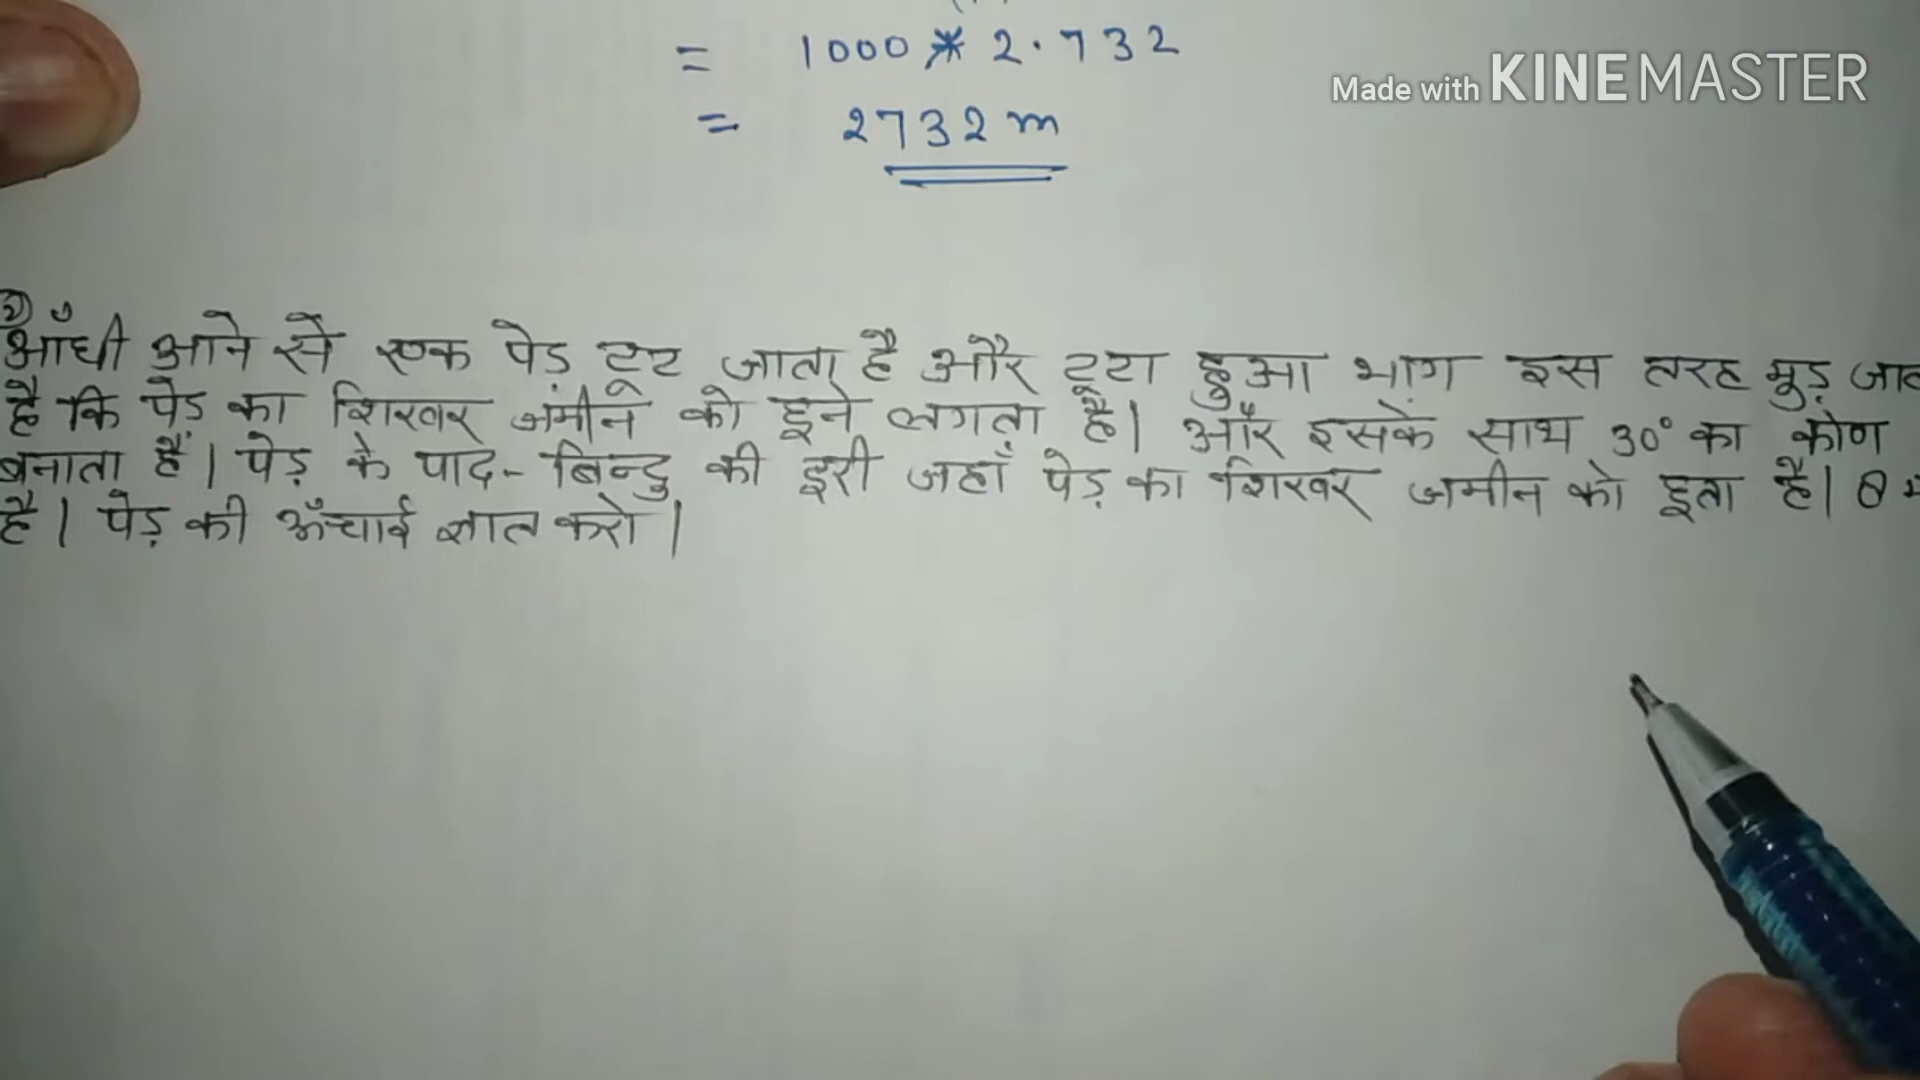 = 1000 * 2.732
Made with KINEMASTER
= 2732 m
आँधी आने से एक पेड़ टूट जाता है और टूटा हुआ भाग इस तरह मुड़ जात
है कि पेड़ का शिखर जमीन को छूने लगता है। और इसके साथ 30° का कोण
बनाता है। पेड़ के पाद-बिन्दु की दूरी जहाँ पेड़ का शिखर जमीन को छूता है। 8 म
है। पेड़ की ऊँचाई ज्ञात करो।